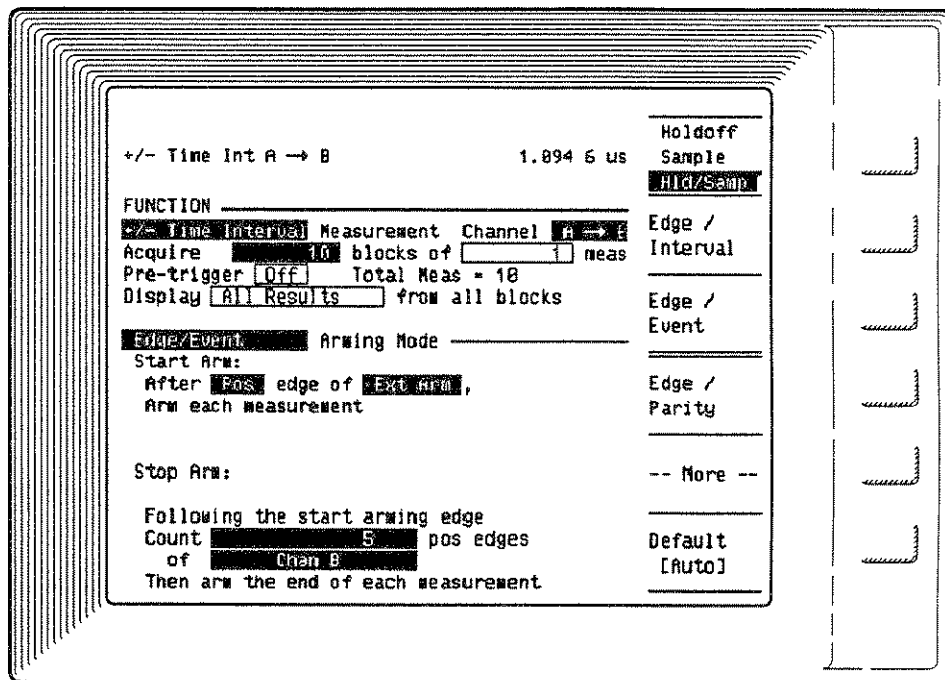 +/- Time Int A → B 1.094 6 us
FUNCTION
+/- Time Interval Measurement Channel A → B
Acquire 10 blocks of 1 meas
Pre-trigger Off Total Meas = 10
Display All Results from all blocks
Edge/Event Arming Mode
Start Arm:
After Pos edge of Ext Arm,
Arm each measurement
Stop Arm:
Following the start arming edge
Count 5 pos edges
of Chan B
Then arm the end of each measurement
Holdoff
Sample
Hld/Samp
Edge /
Interval
Edge /
Event
Edge /
Parity
-- More --
Default
[Auto]